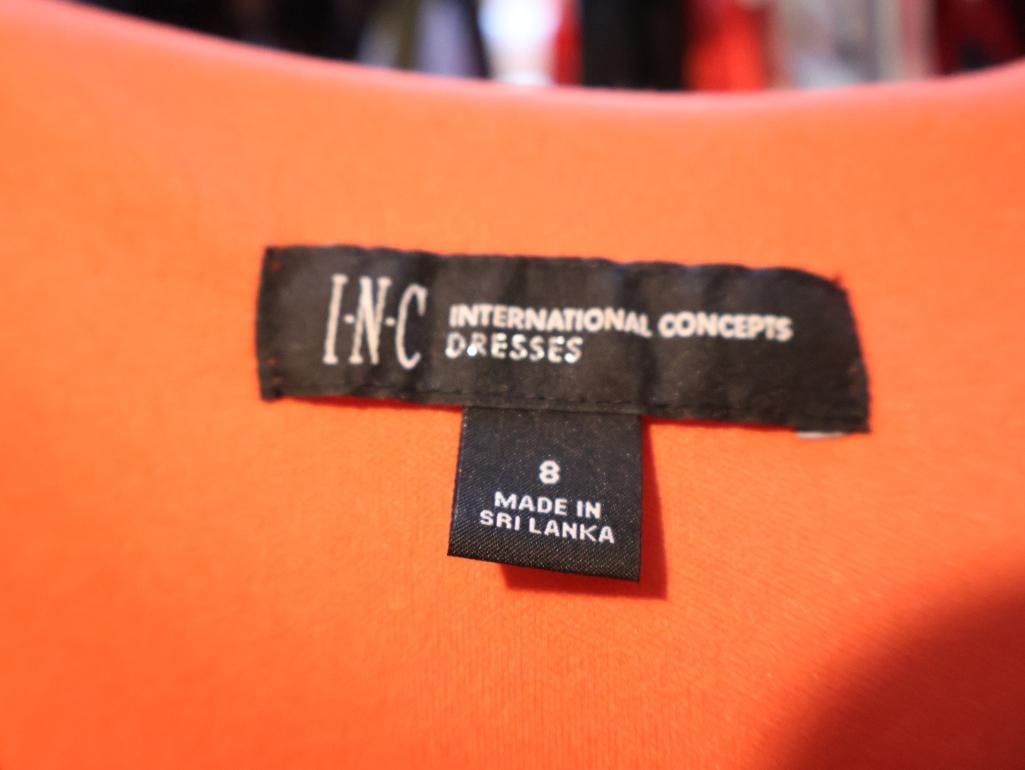 I·N·C INTERNATIONAL CONCEPTS
DRESSES
8
MADE IN
SRI LANKA